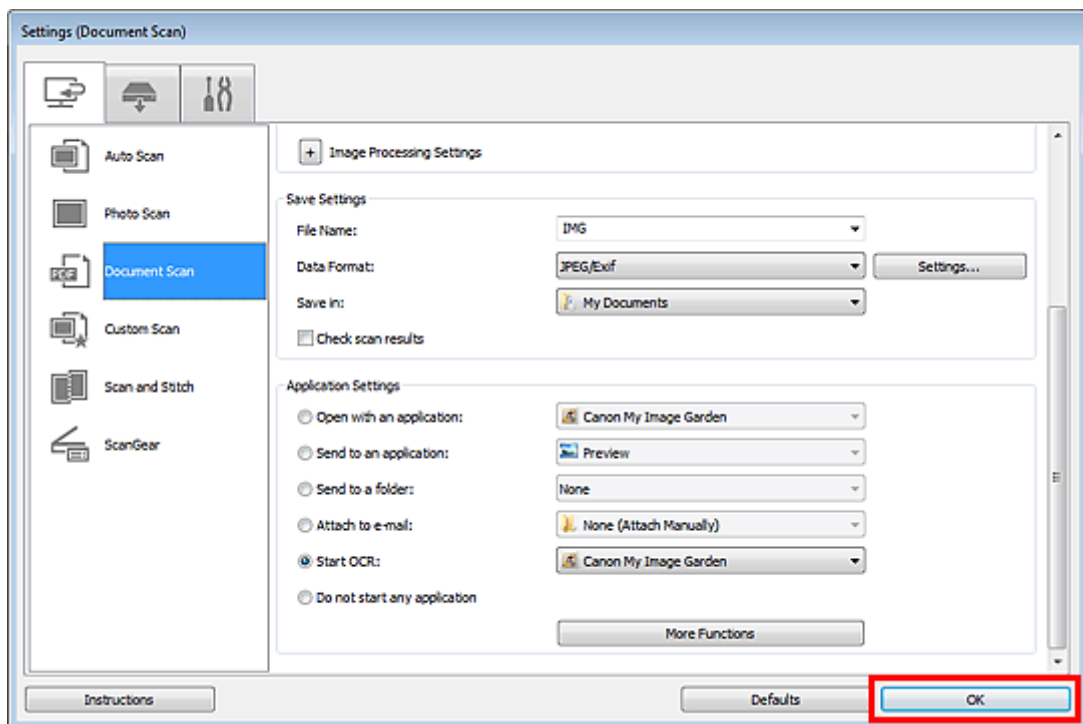 Settings (Document Scan)
Auto Scan
Photo Scan
PDF
Document Scan
Custom Scan
Scan and Stitch
ScanGear
+ Image Processing Settings
Save Settings
File Name: IMG
Data Format: JPEG/Exif Settings...
Save in: My Documents
Check scan results
Application Settings
Open with an application: Canon My Image Garden
Send to an application: Preview
Send to a folder: None
Attach to e-mail: None (Attach Manually)
Start OCR: Canon My Image Garden
Do not start any application
More Functions
Instructions Defaults OK